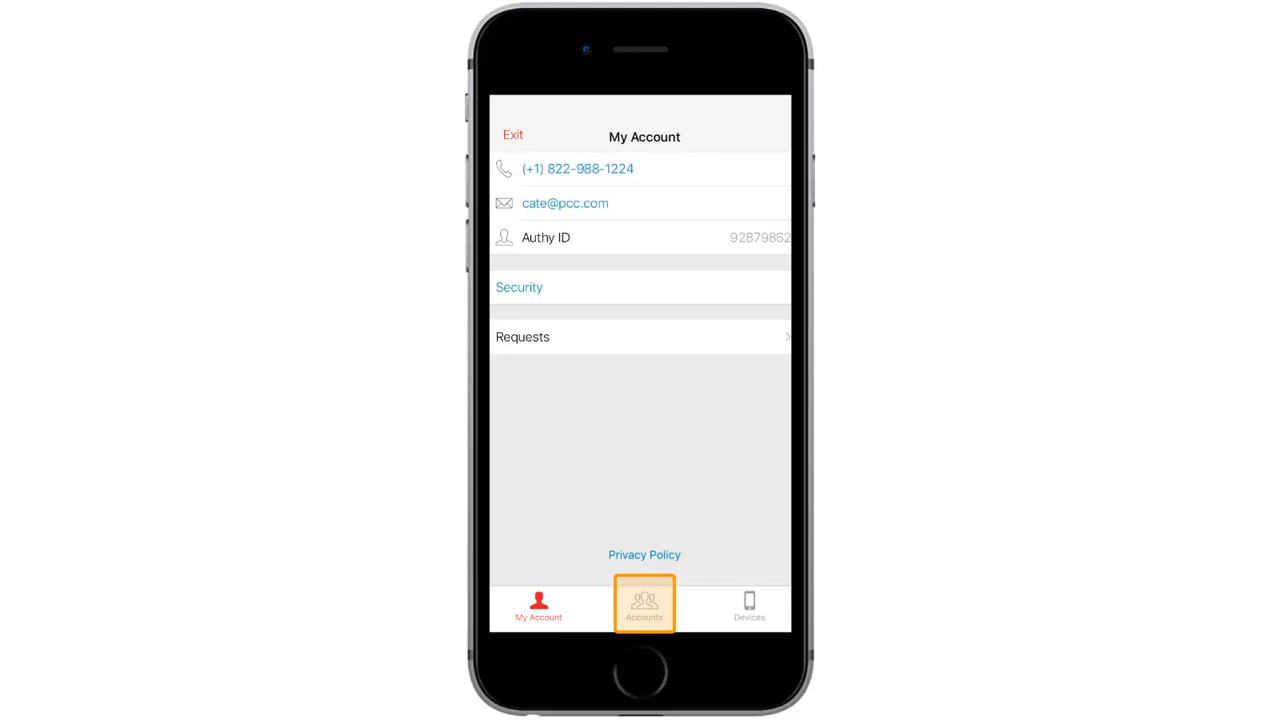 Exit
My Account
(+1) 822-988-1224
cate@pcc.com
Authy ID 92879862
Security
Requests
Privacy Policy
My Account Accounts Devices